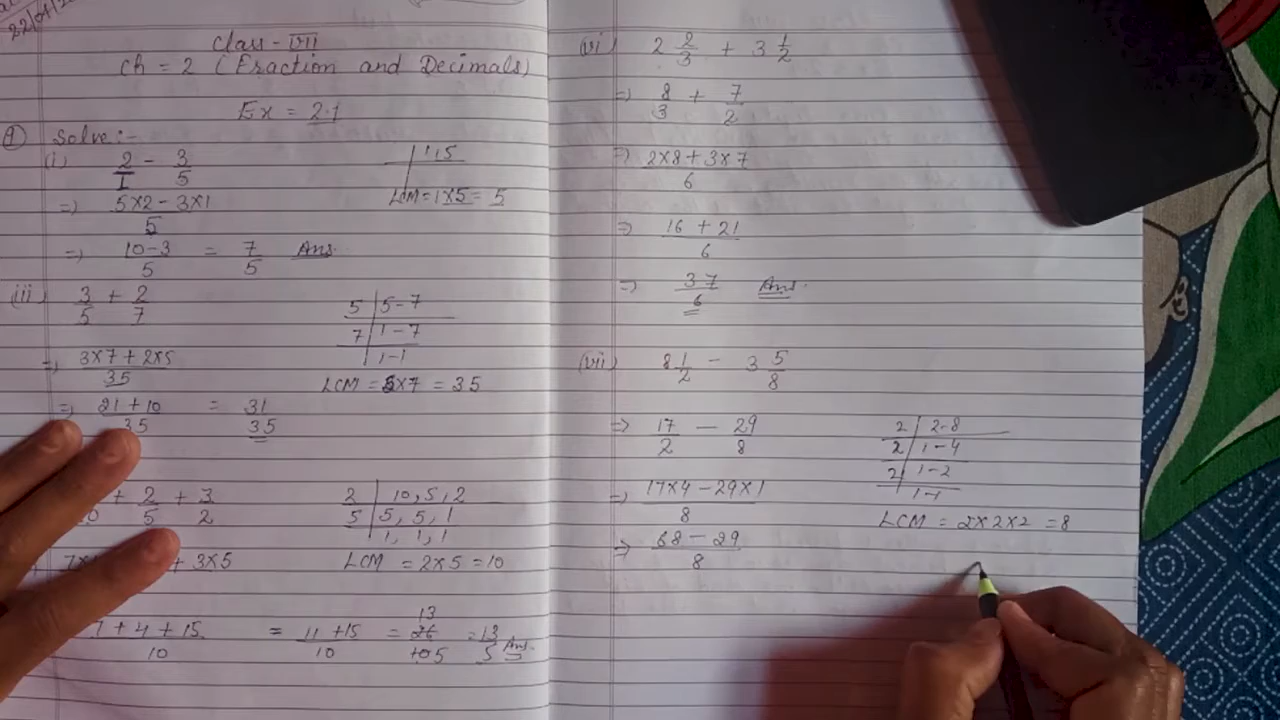 22/04/2
Class - VII
Ch = 2 (Fraction and Decimals)
Ex = 2.1
① Solve:-
(i) 2/1 - 3/5
1,5
=) 5×2 - 3×1 / 5
LCM = 1×5 = 5
=) 10-3 / 5 = 7/5 Ans.
(iii) 3/5 + 2/7
5 | 5-7
7 | 1-7
1-1
=) 3×7 + 2×5 / 35
LCM = 5×7 = 35
=) 21 + 10 / 35 = 31/35
+ 2/5 + 3/2
2 | 10, 5, 2
5 | 5, 5, 1
1, 1, 1
+ 3×5
LCM = 2×5 = 10
+ 4 + 15 / 10 = 11 + 15 / 10 = 26/10 13/5 = 13/5 Ans.
(vi) 2 2/3 + 3 1/2
=) 8/3 + 7/2
=) 2×8 + 3×7 / 6
=) 16 + 21 / 6
=) 37/6 Ans.
(vii) 8 1/2 - 3 5/8
=) 17/2 - 29/8
2 | 2-8
2 | 1-4
2 | 1-2
1-1
=) 17×4 - 29×1 / 8
LCM = 2×2×2 = 8
=) 68 - 29 / 8